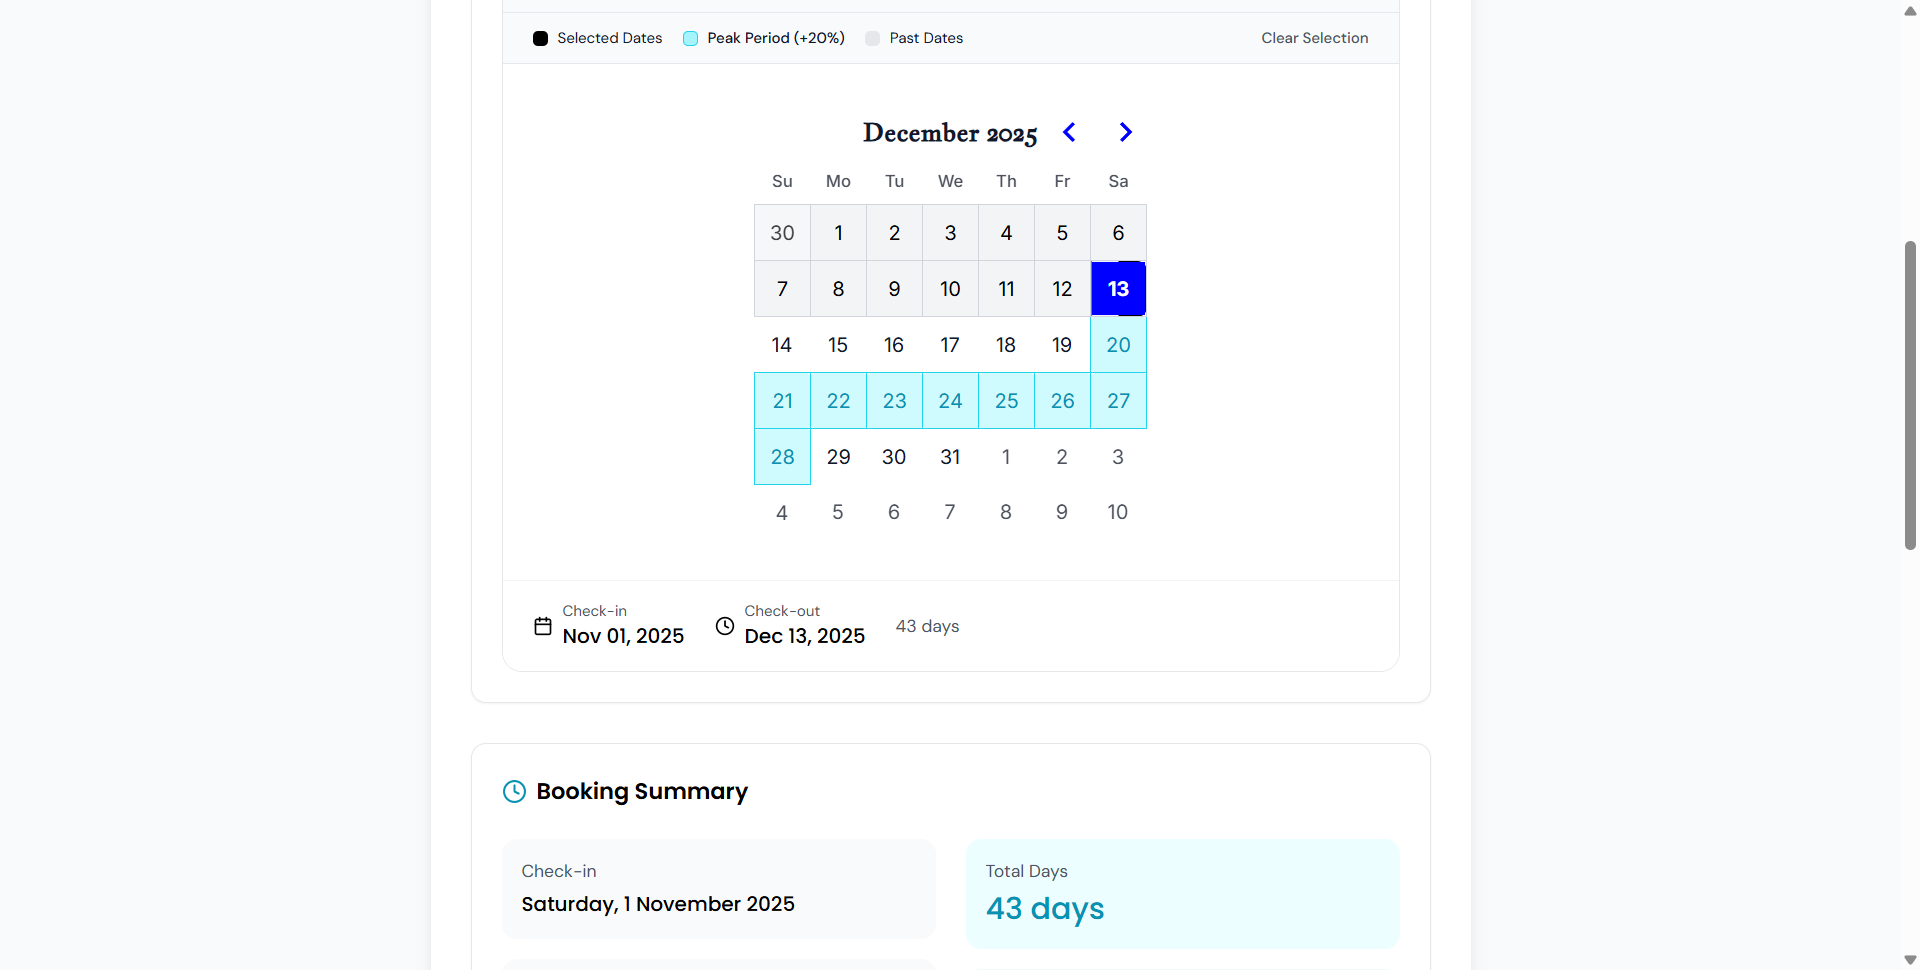 Selected Dates Peak Period (+20%) Past Dates Clear Selection
December 2025
Su Mo Tu We Th Fr Sa
30 1 2 3 4 5 6
7 8 9 10 11 12 13
14 15 16 17 18 19 20
21 22 23 24 25 26 27
28 29 30 31 1 2 3
4 5 6 7 8 9 10
Check-in
Nov 01, 2025
Check-out
Dec 13, 2025
43 days
Booking Summary
Check-in
Saturday, 1 November 2025
Total Days
43 days